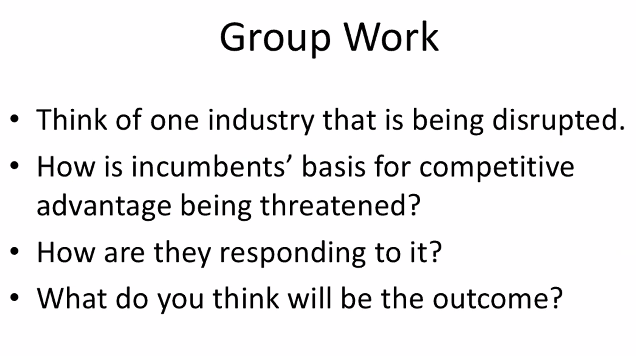 Group Work
• Think of one industry that is being disrupted.
• How is incumbents’ basis for competitive
advantage being threatened?
• How are they responding to it?
• What do you think will be the outcome?